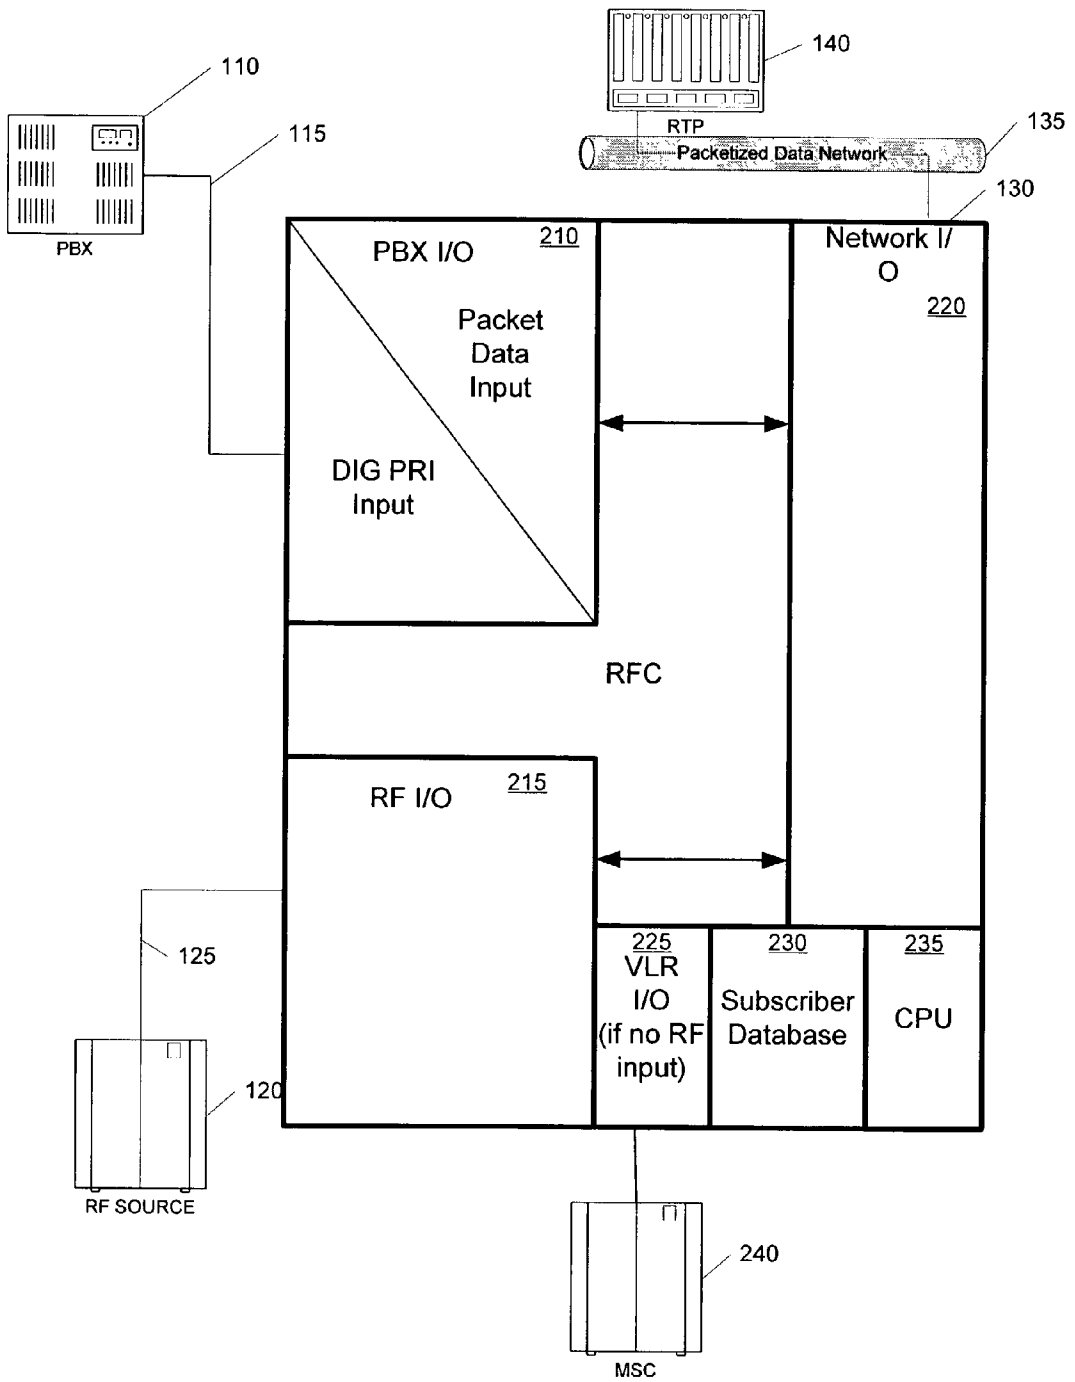 140
110
RTP
135
115
Packetized Data Network
130
PBX
PBX I/O
210
Network I/
O
220
Packet
Data
Input
DIG PRI
Input
RFC
215
RF I/O
125
225
VLR
I/O
(if no RF
input)
230
Subscriber
Database
235
CPU
120
RF SOURCE
240
MSC